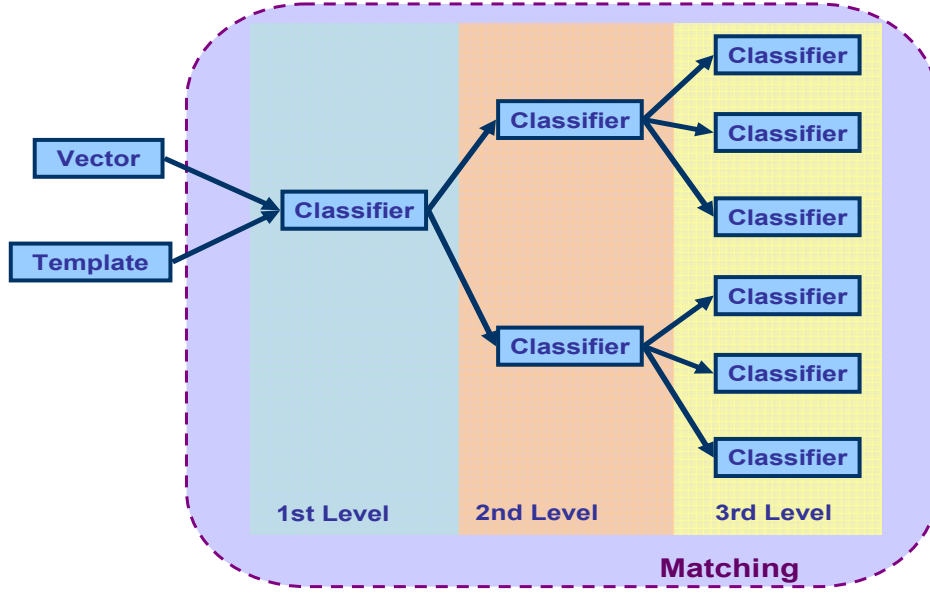 Vector
Template
Classifier
Classifier
Classifier
Classifier
Classifier
Classifier
Classifier
Classifier
Classifier
1st Level
2nd Level
3rd Level
Matching